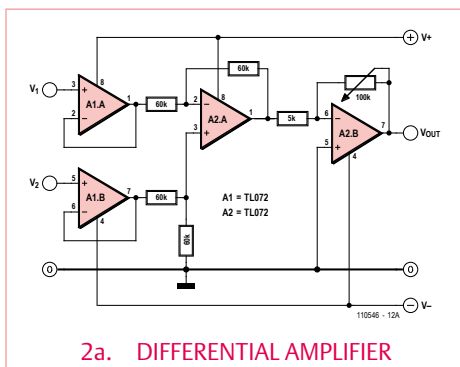 V+
60k
8
8
V1
3
+
A1.A
1
60k
2
−
A2.A
1
5k
100k
6
−
A2.B
7
VOUT
2
−
3
+
5
+
4
V2
5
+
A1.B
7
60k
6
−
4
60k
A1 = TL072
A2 = TL072
0
0
V−
110546 - 12A
2a. DIFFERENTIAL AMPLIFIER